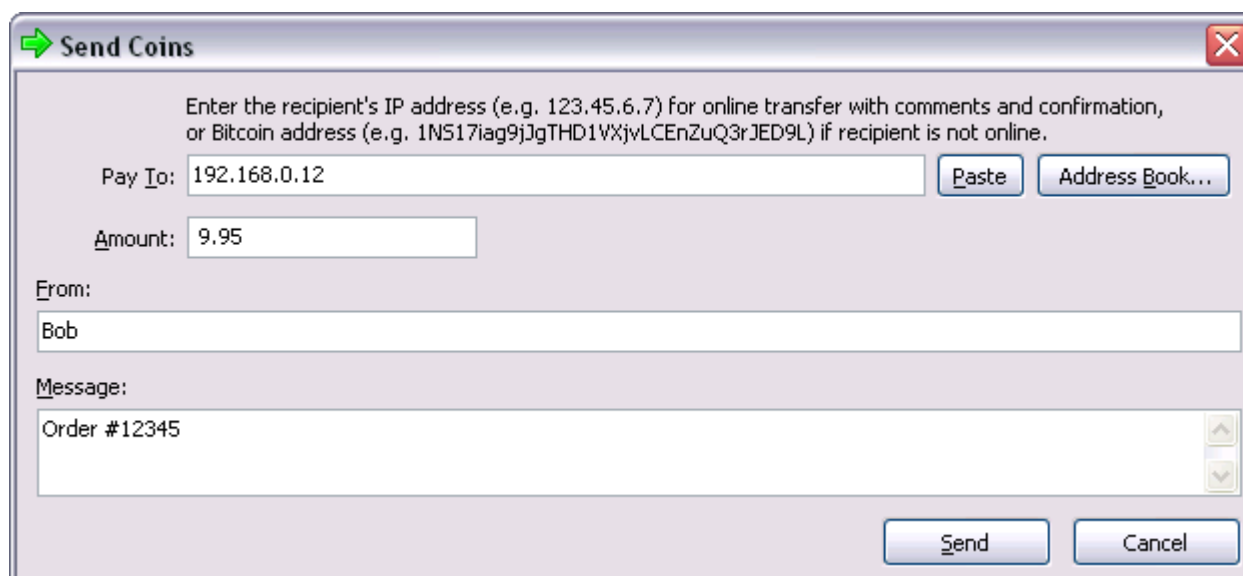 Send Coins
Enter the recipient's IP address (e.g. 123.45.6.7) for online transfer with comments and confirmation,
or Bitcoin address (e.g. 1NS17iag9jJgTHD1VXjvLCEnZuQ3rJED9L) if recipient is not online.
Pay To: 192.168.0.12 Paste Address Book...
Amount: 9.95
From:
Bob
Message:
Order #12345
Send Cancel